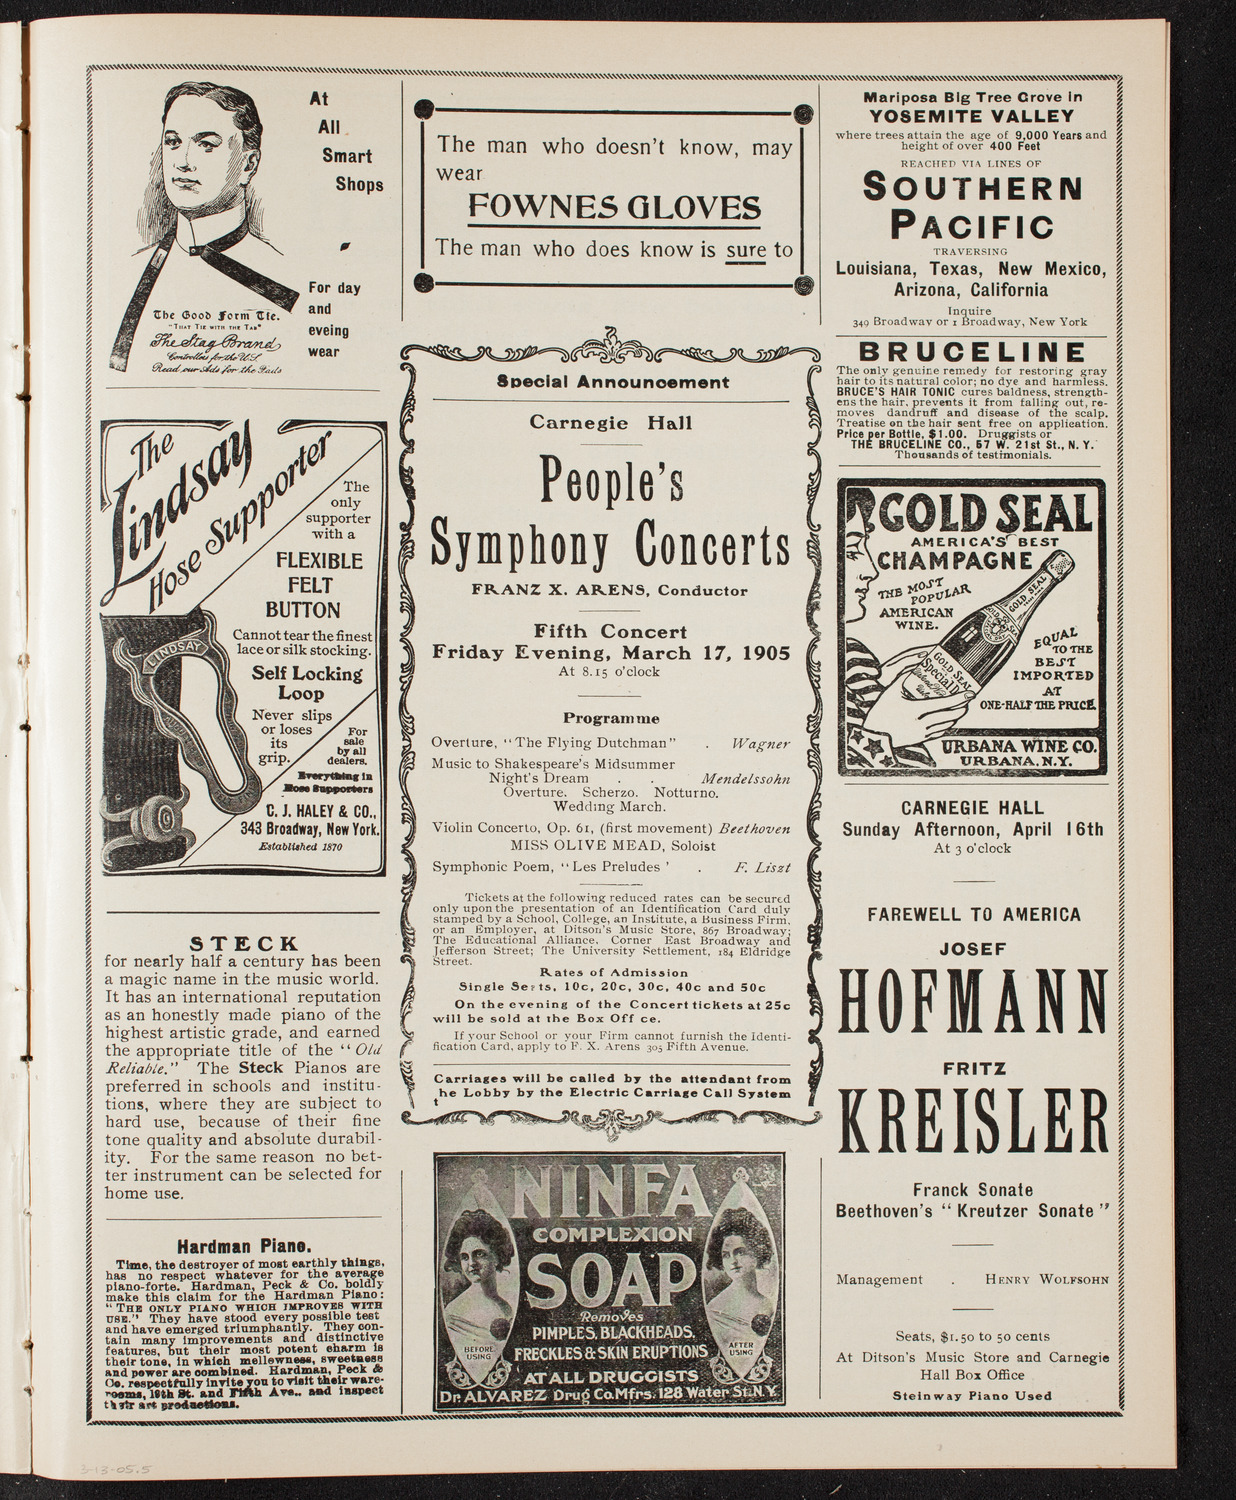 At
All
Smart
Shops
For day
and
eveing
wear
The Good Form Tie.
"THAT TIE WITH THE TAB"
The Stag Brand
Controllers for the U.S.
Read our Ads for the Fads
The
Lindsay
Hose Supporter
The
only
supporter
with a
FLEXIBLE
FELT
BUTTON
Cannot tear the finest
lace or silk stocking.
Self Locking
Loop
Never slips
or loses
its
grip.
For
sale
by all
dealers.
Everything in
Hose Supporters
C. J. HALEY & CO.,
343 Broadway, New York.
Established 1870
LINDSAY
STECK
for nearly half a century has been
a magic name in the music world.
It has an international reputation
as an honestly made piano of the
highest artistic grade, and earned
the appropriate title of the "Old
Reliable." The Steck Pianos are
preferred in schools and institu-
tions, where they are subject to
hard use, because of their fine
tone quality and absolute durabil-
ity. For the same reason no bet-
ter instrument can be selected for
home use.
Hardman Piano.
Time, the destroyer of most earthly things,
has no respect whatever for the average
piano-forte. Hardman, Peck & Co. boldly
make this claim for the Hardman Piano:
"THE ONLY PIANO WHICH IMPROVES WITH
USE." They have stood every possible test
and have emerged triumphantly. They con-
tain many improvements and distinctive
features, but their most potent charm is
their tone, in which mellowness, sweetness
and power are combined. Hardman, Peck &
Co. respectfully invite you to visit their ware-
rooms, 19th St. and Fifth Ave., and inspect
their art productions.
The man who doesn't know, may
wear
FOWNES GLOVES
The man who does know is sure to
Special Announcement
Carnegie Hall
People's
Symphony Concerts
FRANZ X. ARENS, Conductor
Fifth Concert
Friday Evening, March 17, 1905
At 8.15 o'clock
Programme
Overture, "The Flying Dutchman" . Wagner
Music to Shakespeare's Midsummer
Night's Dream . . Mendelssohn
Overture. Scherzo. Notturno.
Wedding March.
Violin Concerto, Op. 61, (first movement) Beethoven
MISS OLIVE MEAD, Soloist
Symphonic Poem, "Les Preludes ' . F. Liszt
Tickets at the following reduced rates can be secured
only upon the presentation of an Identification Card duly
stamped by a School, College, an Institute, a Business Firm,
or an Employer, at Ditson's Music Store, 867 Broadway;
The Educational Alliance, Corner East Broadway and
Jefferson Street; The University Settlement, 184 Eldridge
Street.
Rates of Admission
Single Seats, 10c, 20c, 30c, 40c and 50c
On the evening of the Concert tickets at 25c
will be sold at the Box Off ce.
If your School or your Firm cannot furnish the Identi-
fication Card, apply to F. X. Arens 305 Fifth Avenue.
Carriages will be called by the attendant from
he Lobby by the Electric Carriage Call System
t
NINFA
COMPLEXION
SOAP
Removes
PIMPLES, BLACKHEADS,
FRECKLES & SKIN ERUPTIONS
BEFORE
USING
AFTER
USING
AT ALL DRUGGISTS
Dr. ALVAREZ Drug Co. Mfrs. 128 Water St. N.Y.
Mariposa Big Tree Grove in
YOSEMITE VALLEY
where trees attain the age of 9,000 Years and
height of over 400 Feet
REACHED VIA LINES OF
SOUTHERN
PACIFIC
TRAVERSING
Louisiana, Texas, New Mexico,
Arizona, California
Inquire
349 Broadway or 1 Broadway, New York
BRUCELINE
The only genuine remedy for restoring gray
hair to its natural color; no dye and harmless.
BRUCE'S HAIR TONIC cures baldness, strength-
ens the hair, prevents it from falling out, re-
moves dandruff and disease of the scalp.
Treatise on the hair sent free on application.
Price per Bottle, $1.00. Druggists or
THE BRUCELINE CO., 57 W. 21st St., N. Y.
Thousands of testimonials.
GOLD SEAL
AMERICA'S BEST
CHAMPAGNE
THE MOST
POPULAR
AMERICAN
WINE.
GOLD SEAL
GOLD SEAL
Special Dry
EQUAL
TO THE
BEST
IMPORTED
AT
ONE-HALF THE PRICE
URBANA WINE CO.
URBANA, N.Y.
CARNEGIE HALL
Sunday Afternoon, April 16th
At 3 o'clock
FAREWELL TO AMERICA
JOSEF
HOFMANN
FRITZ
KREISLER
Franck Sonate
Beethoven's "Kreutzer Sonate"
Management . HENRY WOLFSOHN
Seats, $1.50 to 50 cents
At Ditson's Music Store and Carnegie
Hall Box Office
Steinway Piano Used
3-13-05.5